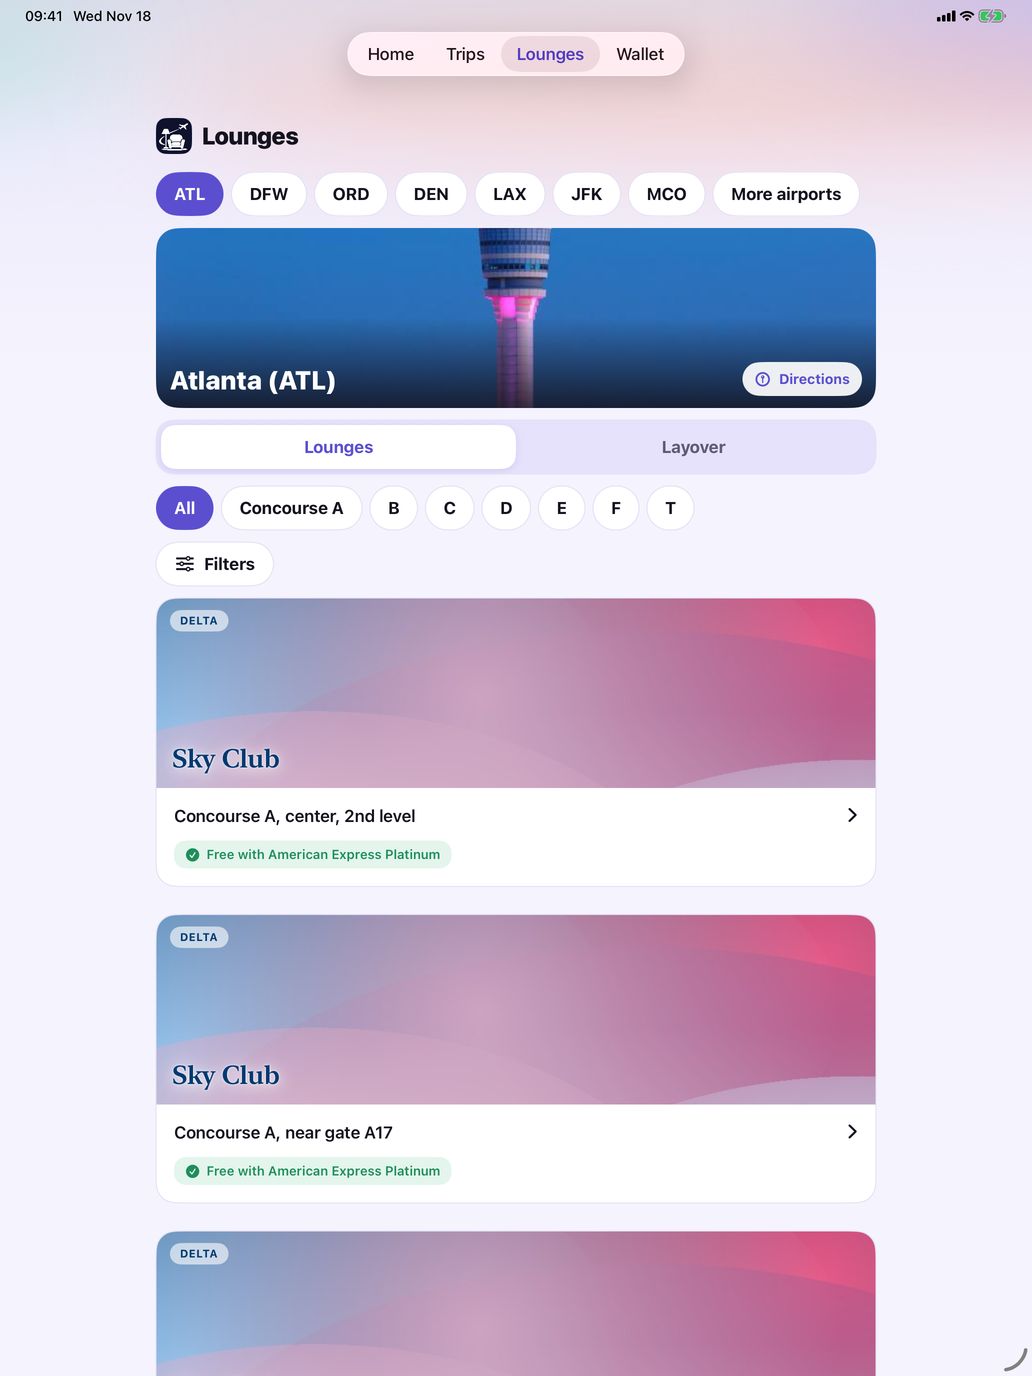 09:41 Wed Nov 18
Home Trips Lounges Wallet
Lounges
ATL DFW ORD DEN LAX JFK MCO More airports
Atlanta (ATL)
Directions
Lounges Layover
All Concourse A B C D E F T
Filters
DELTA
Sky Club
Concourse A, center, 2nd level
Free with American Express Platinum
DELTA
Sky Club
Concourse A, near gate A17
Free with American Express Platinum
DELTA